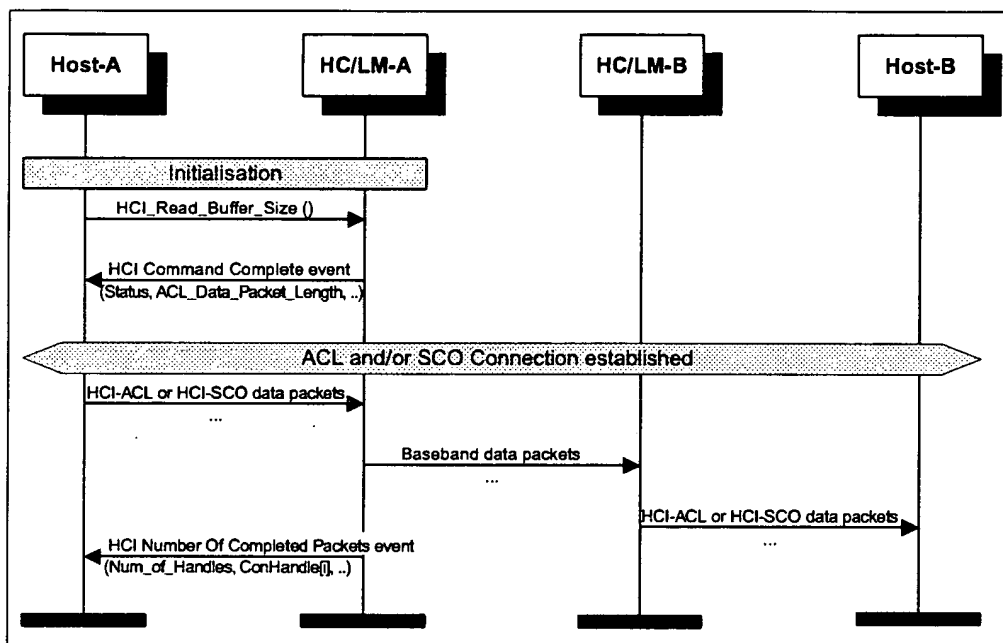 Host-A
HC/LM-A
HC/LM-B
Host-B
Initialisation
HCI_Read_Buffer_Size ()
HCI Command Complete event
(Status, ACL_Data_Packet_Length, ..)
ACL and/or SCO Connection established
HCI-ACL or HCI-SCO data packets
...
Baseband data packets
...
HCI-ACL or HCI-SCO data packets
...
HCI Number Of Completed Packets event
(Num_of_Handles, ConHandle[i], ..)